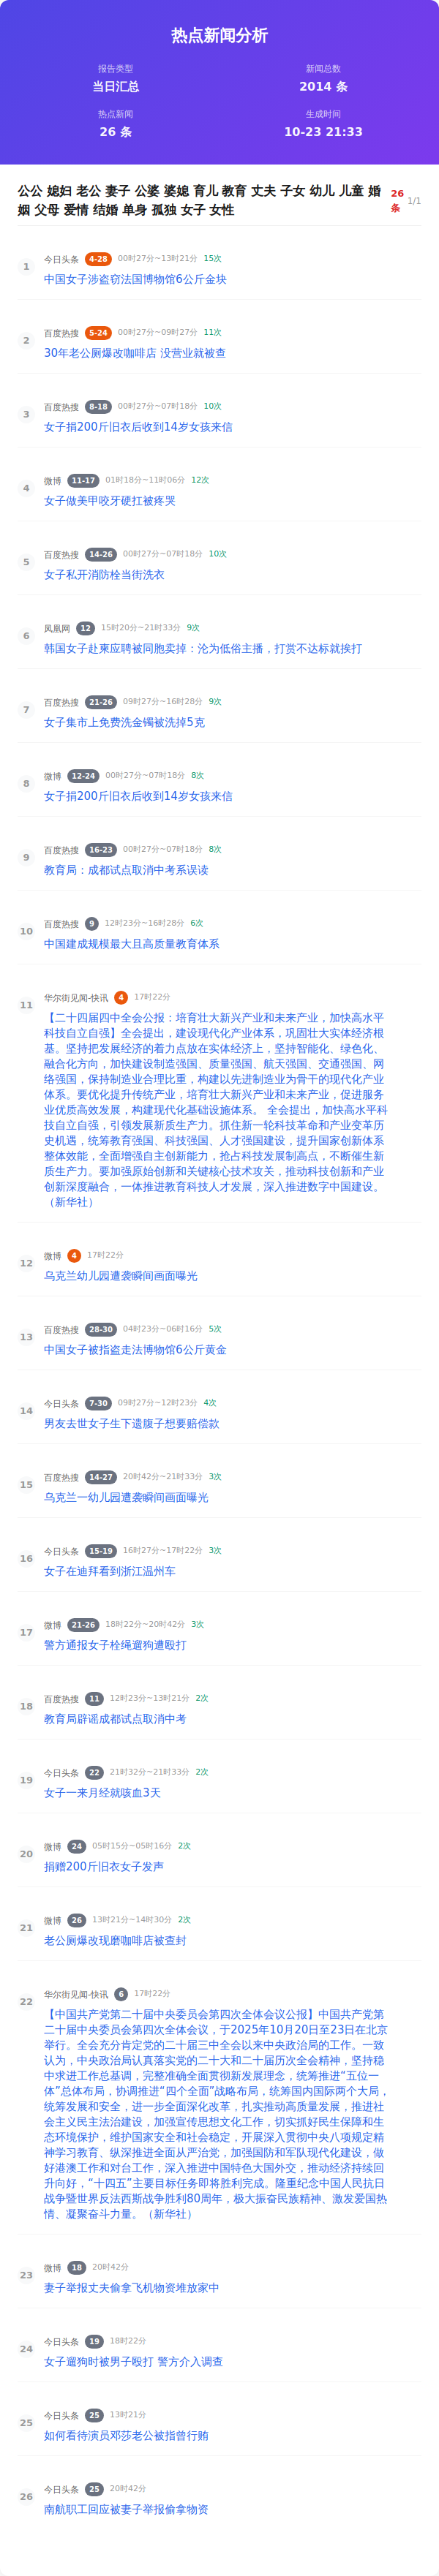 热点新闻分析
报告类型
当日汇总
新闻总数
2014 条
热点新闻
26 条
生成时间
10-23 21:33
公公 媳妇 老公 妻子 公婆 婆媳 育儿 教育 丈夫 子女 幼儿 儿童 婚
姻 父母 爱情 结婚 单身 孤独 女子 女性
26
条
1/1
1
今日头条 4-28 00时27分~13时21分 15次
中国女子涉盗窃法国博物馆6公斤金块
2
百度热搜 5-24 00时27分~09时27分 11次
30年老公厕爆改咖啡店 没营业就被查
3
百度热搜 8-18 00时27分~07时18分 10次
女子捐200斤旧衣后收到14岁女孩来信
4
微博 11-17 01时18分~11时06分 12次
女子做美甲咬牙硬扛被疼哭
5
百度热搜 14-26 00时27分~07时18分 10次
女子私开消防栓当街洗衣
6
凤凰网 12 15时20分~21时33分 9次
韩国女子赴柬应聘被同胞卖掉：沦为低俗主播，打赏不达标就挨打
7
百度热搜 21-26 09时27分~16时28分 9次
女子集市上免费洗金镯被洗掉5克
8
微博 12-24 00时27分~07时18分 8次
女子捐200斤旧衣后收到14岁女孩来信
9
百度热搜 16-23 00时27分~07时18分 8次
教育局：成都试点取消中考系误读
10
百度热搜 9 12时23分~16时28分 6次
中国建成规模最大且高质量教育体系
11
华尔街见闻-快讯 4 17时22分
【二十四届四中全会公报：培育壮大新兴产业和未来产业，加快高水平
科技自立自强】全会提出，建设现代化产业体系，巩固壮大实体经济根
基。坚持把发展经济的着力点放在实体经济上，坚持智能化、绿色化、
融合化方向，加快建设制造强国、质量强国、航天强国、交通强国、网
络强国，保持制造业合理比重，构建以先进制造业为骨干的现代化产业
体系。要优化提升传统产业，培育壮大新兴产业和未来产业，促进服务
业优质高效发展，构建现代化基础设施体系。 全会提出，加快高水平科
技自立自强，引领发展新质生产力。抓住新一轮科技革命和产业变革历
史机遇，统筹教育强国、科技强国、人才强国建设，提升国家创新体系
整体效能，全面增强自主创新能力，抢占科技发展制高点，不断催生新
质生产力。要加强原始创新和关键核心技术攻关，推动科技创新和产业
创新深度融合，一体推进教育科技人才发展，深入推进数字中国建设。
（新华社）
12
微博 4 17时22分
乌克兰幼儿园遭袭瞬间画面曝光
13
百度热搜 28-30 04时23分~06时16分 5次
中国女子被指盗走法博物馆6公斤黄金
14
今日头条 7-30 09时27分~12时23分 4次
男友去世女子生下遗腹子想要赔偿款
15
百度热搜 14-27 20时42分~21时33分 3次
乌克兰一幼儿园遭袭瞬间画面曝光
16
今日头条 15-19 16时27分~17时22分 3次
女子在迪拜看到浙江温州车
17
微博 21-26 18时22分~20时42分 3次
警方通报女子栓绳遛狗遭殴打
18
百度热搜 11 12时23分~13时21分 2次
教育局辟谣成都试点取消中考
19
今日头条 22 21时32分~21时33分 2次
女子一来月经就咳血3天
20
微博 24 05时15分~05时16分 2次
捐赠200斤旧衣女子发声
21
微博 26 13时21分~14时30分 2次
老公厕爆改现磨咖啡店被查封
22
华尔街见闻-快讯 6 17时22分
【中国共产党第二十届中央委员会第四次全体会议公报】中国共产党第
二十届中央委员会第四次全体会议，于2025年10月20日至23日在北京
举行。全会充分肯定党的二十届三中全会以来中央政治局的工作。一致
认为，中央政治局认真落实党的二十大和二十届历次全会精神，坚持稳
中求进工作总基调，完整准确全面贯彻新发展理念，统筹推进“五位一
体”总体布局，协调推进“四个全面”战略布局，统筹国内国际两个大局，
统筹发展和安全，进一步全面深化改革，扎实推动高质量发展，推进社
会主义民主法治建设，加强宣传思想文化工作，切实抓好民生保障和生
态环境保护，维护国家安全和社会稳定，开展深入贯彻中央八项规定精
神学习教育、纵深推进全面从严治党，加强国防和军队现代化建设，做
好港澳工作和对台工作，深入推进中国特色大国外交，推动经济持续回
升向好，“十四五”主要目标任务即将胜利完成。隆重纪念中国人民抗日
战争暨世界反法西斯战争胜利80周年，极大振奋民族精神、激发爱国热
情、凝聚奋斗力量。（新华社）
23
微博 18 20时42分
妻子举报丈夫偷拿飞机物资堆放家中
24
今日头条 19 18时22分
女子遛狗时被男子殴打 警方介入调查
25
今日头条 25 13时21分
如何看待演员邓莎老公被指曾行贿
26
今日头条 25 20时42分
南航职工回应被妻子举报偷拿物资